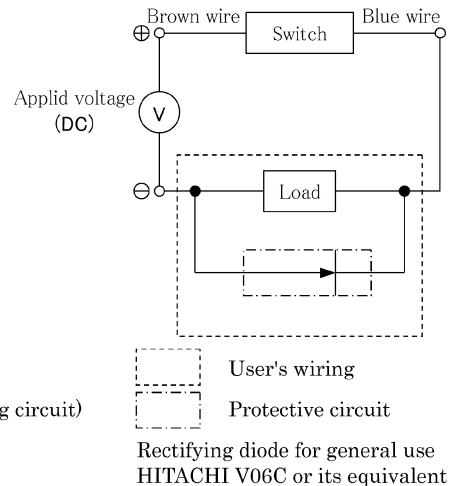 Brown wire Blue wire
⊕
Switch
Applid voltage
(DC)
V
⊖
Load
User's wiring
g circuit) Protective circuit
Rectifying diode for general use
HITACHI V06C or its equivalent